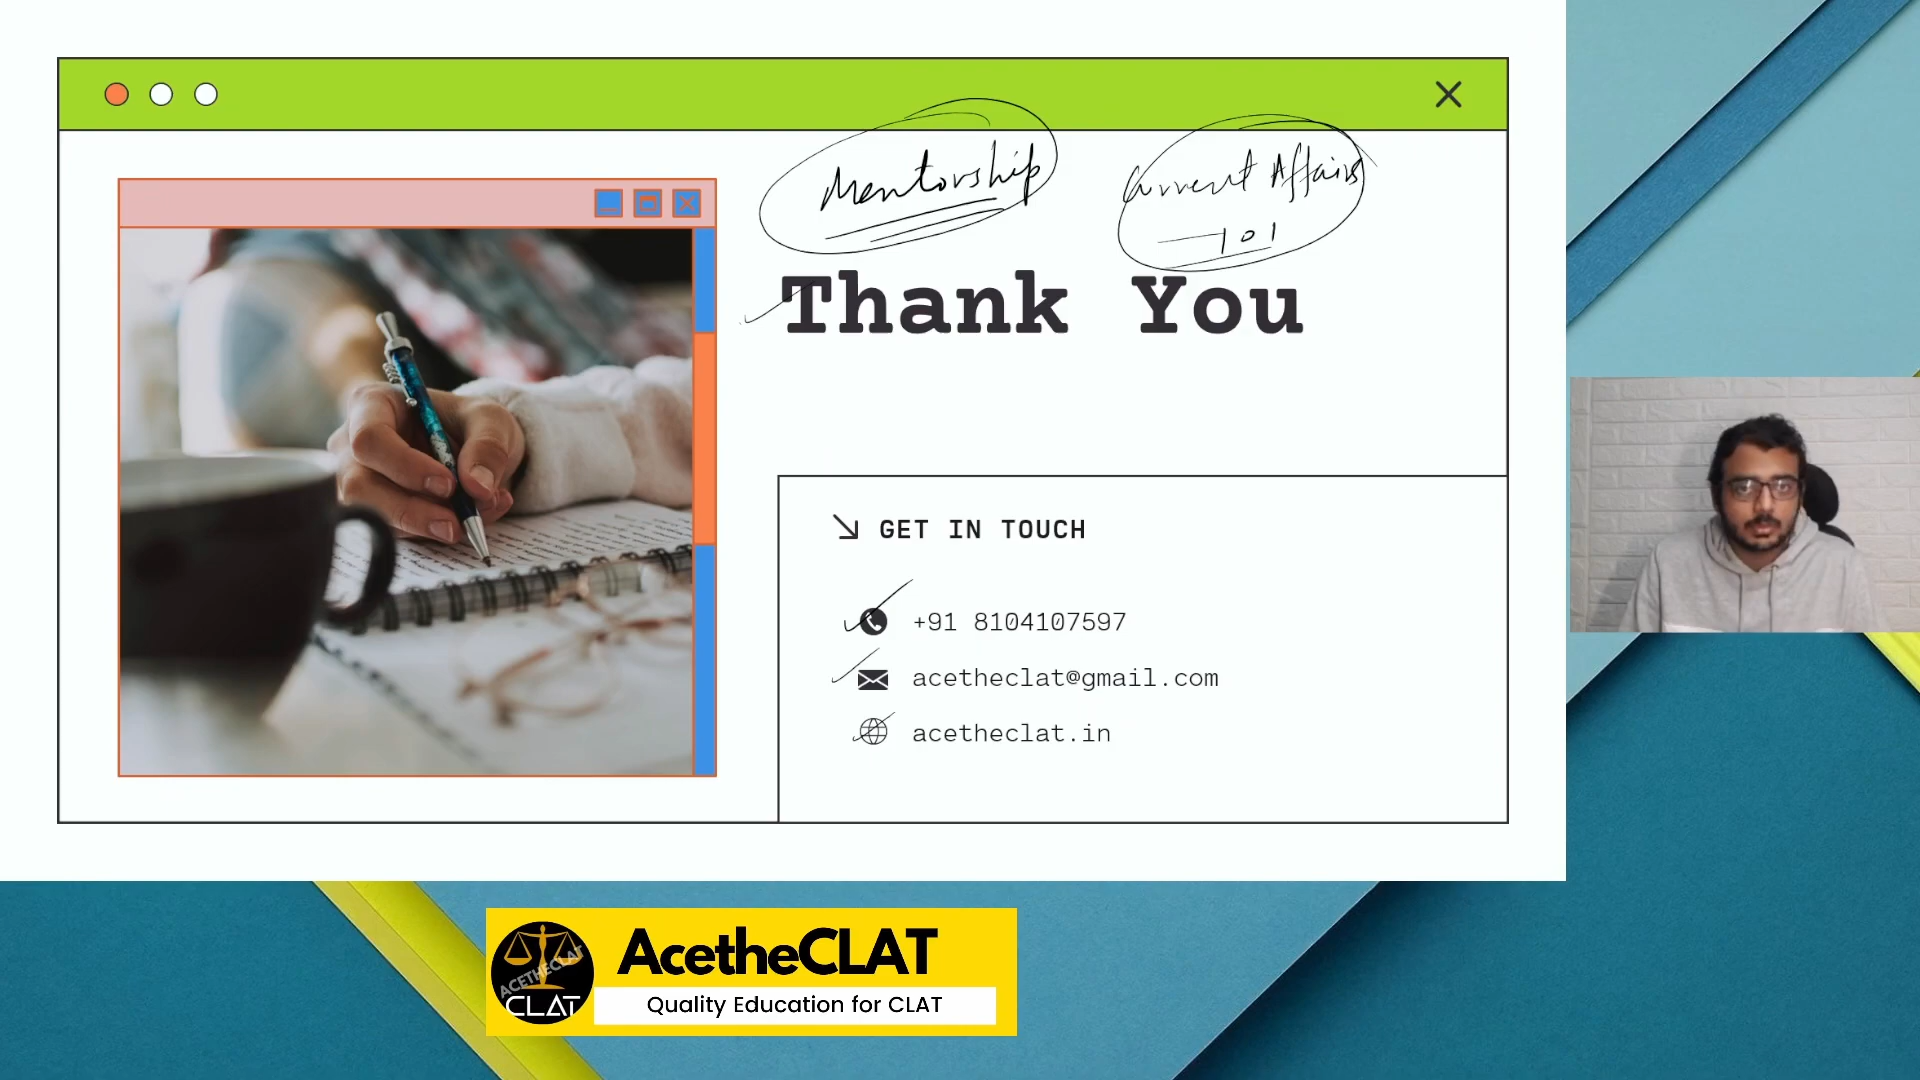 Mentorship
Current Affairs
101
Thank You
GET IN TOUCH
+91 8104107597
acetheclat@gmail.com
acetheclat.in
ACETHECLAT
CLAT
AcetheCLAT
Quality Education for CLAT